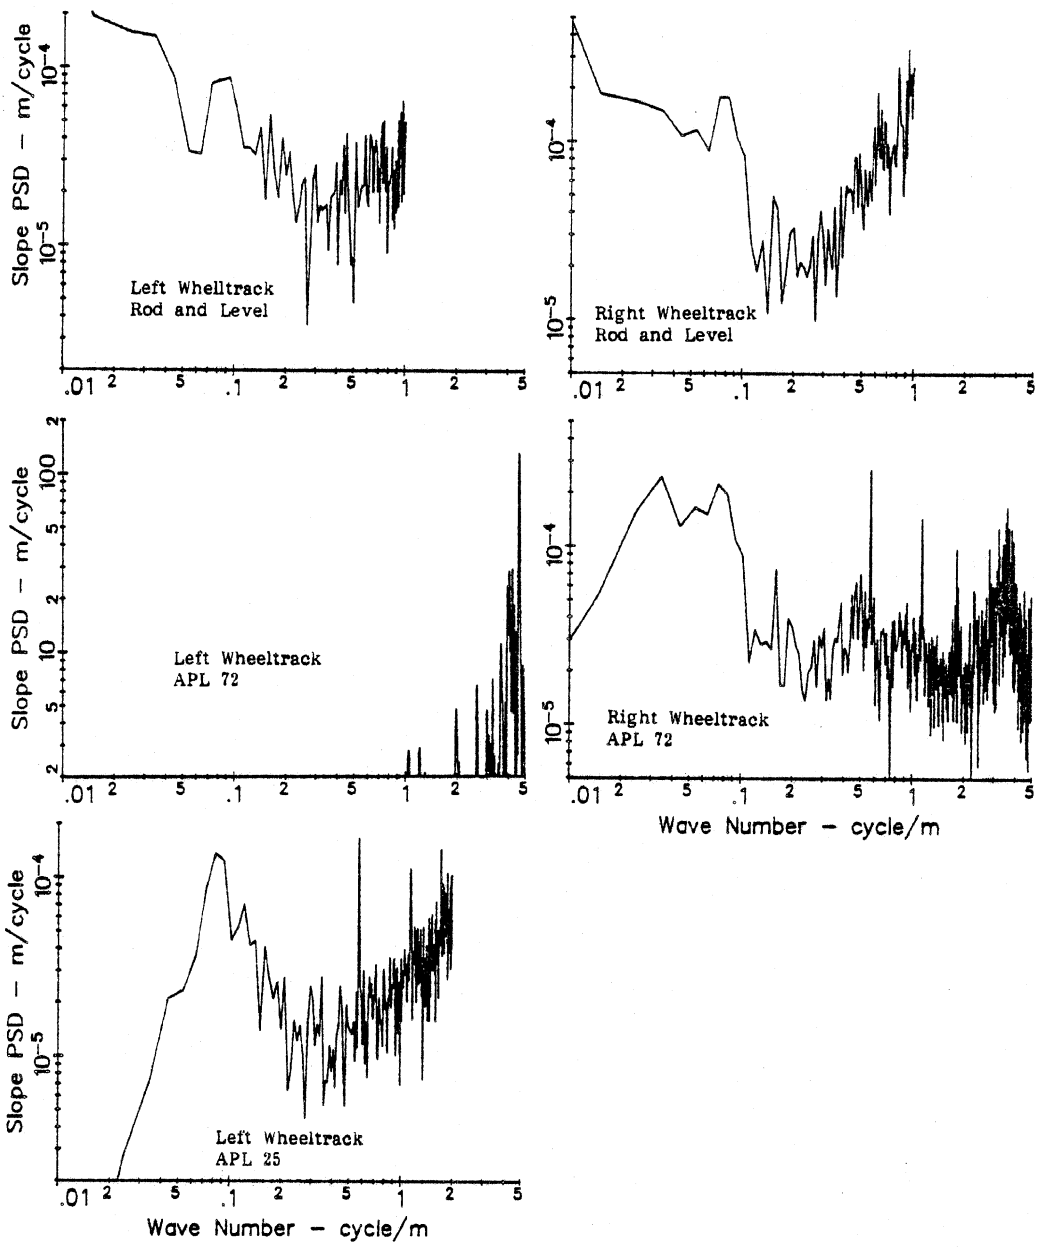 Slope PSD – m/cycle
10-4
10-5
Left Whelltrack
Rod and Level
.01 2 5 .1 2 5 1 2 5
10-4
10-5
Right Wheeltrack
Rod and Level
.01 2 5 .1 2 5 1 2 5
Slope PSD – m/cycle
2
100
5
2
10
5
2
Left Wheeltrack
APL 72
.01 2 5 .1 2 5 1 2 5
10-4
10-5
Right Wheeltrack
APL 72
.01 2 5 .1 2 5 1 2 5
Wave Number – cycle/m
Slope PSD – m/cycle
10-4
10-5
Left Wheeltrack
APL 25
.01 2 5 .1 2 5 1 2 5
Wave Number – cycle/m